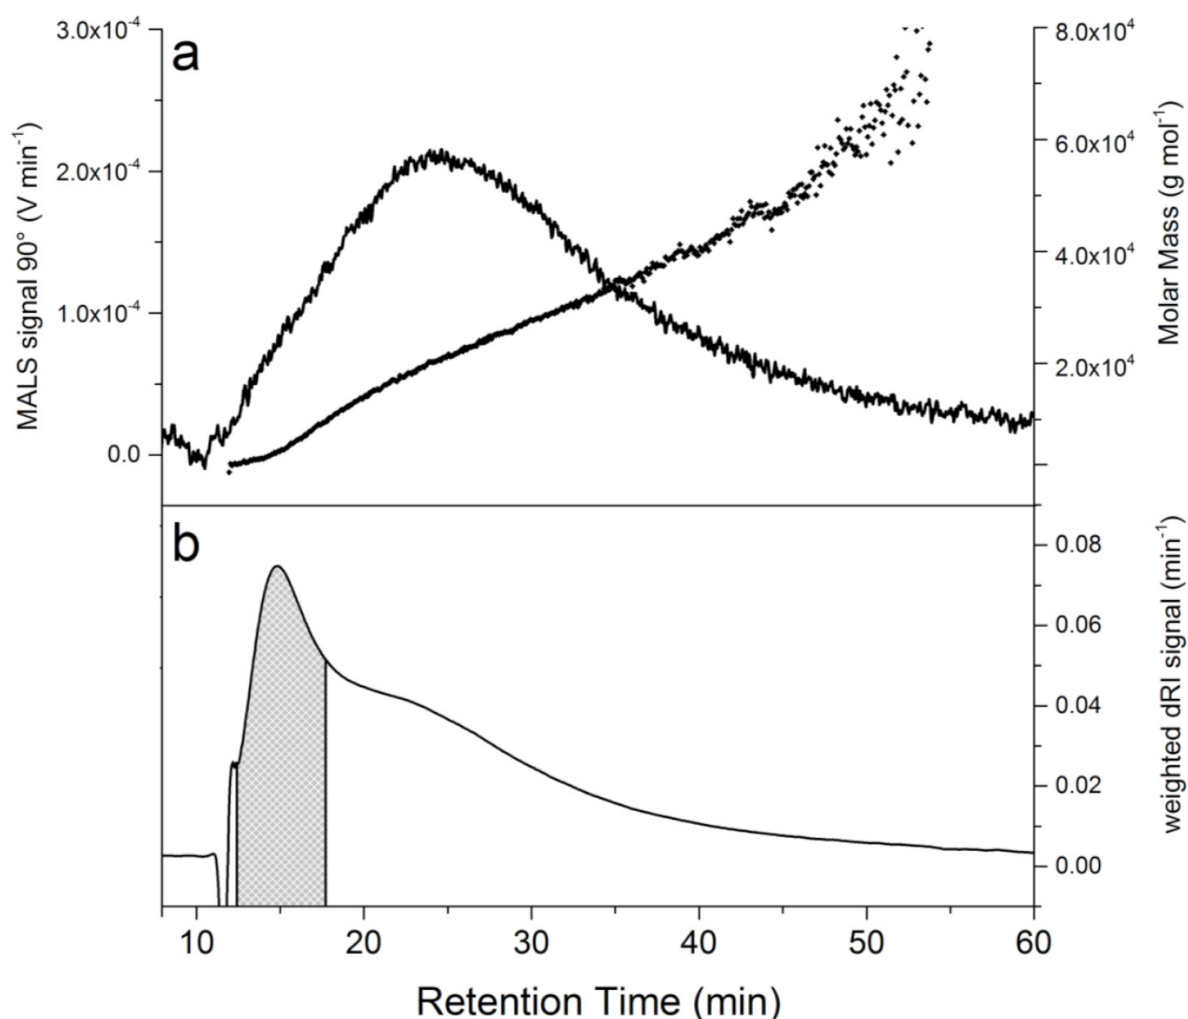 a
3.0x10⁻⁴
2.0x10⁻⁴
1.0x10⁻⁴
0.0
MALS signal 90° (V min⁻¹)
8.0x10⁴
6.0x10⁴
4.0x10⁴
2.0x10⁴
Molar Mass (g mol⁻¹)
b
0.08
0.06
0.04
0.02
0.00
weighted dRI signal (min⁻¹)
10 20 30 40 50 60
Retention Time (min)